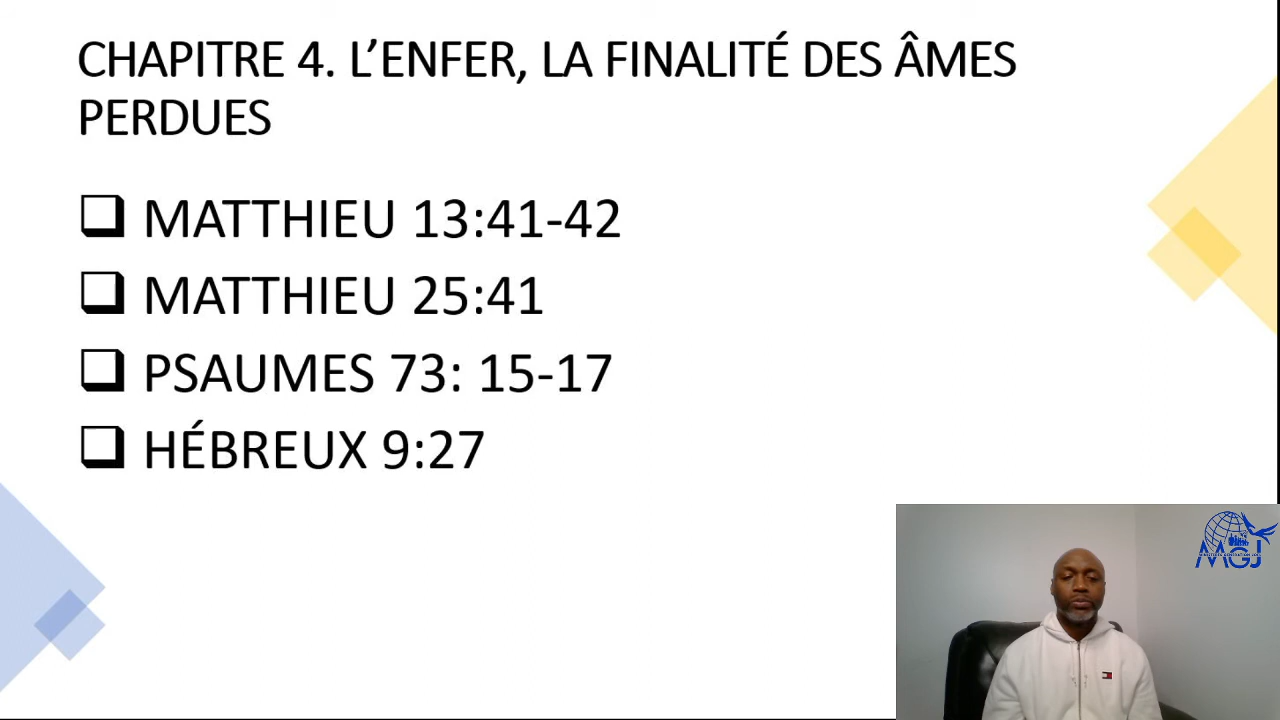 CHAPITRE 4. L’ENFER, LA FINALITÉ DES ÂMES
PERDUES
MATTHIEU 13:41-42
MATTHIEU 25:41
PSAUMES 73: 15-17
HÉBREUX 9:27
MGJ